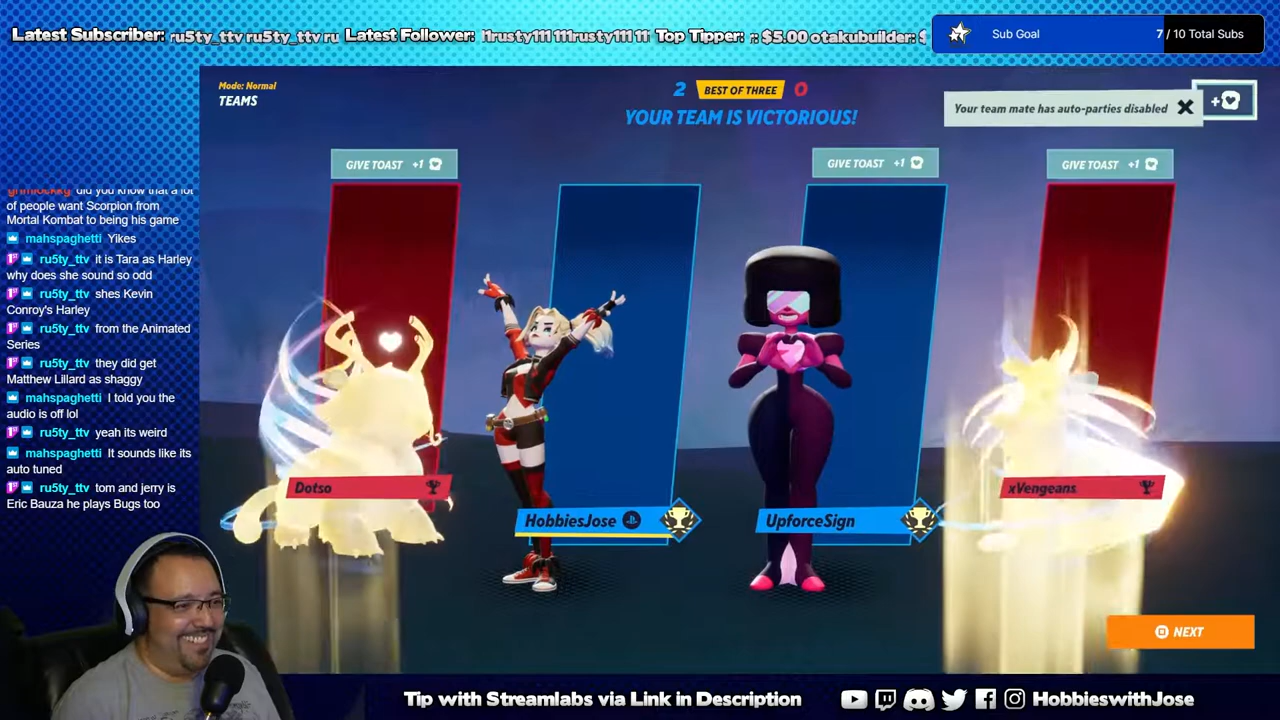 Latest Subscriber: ru5ty_ttv ru5ty_ttv ru
Latest Follower: 111rusty111 111rusty111 11
Top Tipper: : $5.00 otakubuilder: $
Sub Goal
7 / 10 Total Subs
Mode: Normal
TEAMS
2 BEST OF THREE 0
YOUR TEAM IS VICTORIOUS!
Your team mate has auto-parties disabled
+
GIVE TOAST +1
GIVE TOAST +1
GIVE TOAST +1
grimlockkg did you know that a lot
of people want Scorpion from
Mortal Kombat to being his game
mahspaghetti Yikes
ru5ty_ttv it is Tara as Harley
why does she sound so odd
ru5ty_ttv shes Kevin
Conroy's Harley
ru5ty_ttv from the Animated
Series
ru5ty_ttv they did get
Matthew Lillard as shaggy
mahspaghetti I told you the
audio is off lol
ru5ty_ttv yeah its weird
mahspaghetti It sounds like its
auto tuned
ru5ty_ttv tom and jerry is
Eric Bauza he plays Bugs too
Dotso
HobbiesJose
UpforceSign
xVengeans
NEXT
Tip with Streamlabs via Link in Description
HobbieswithJose